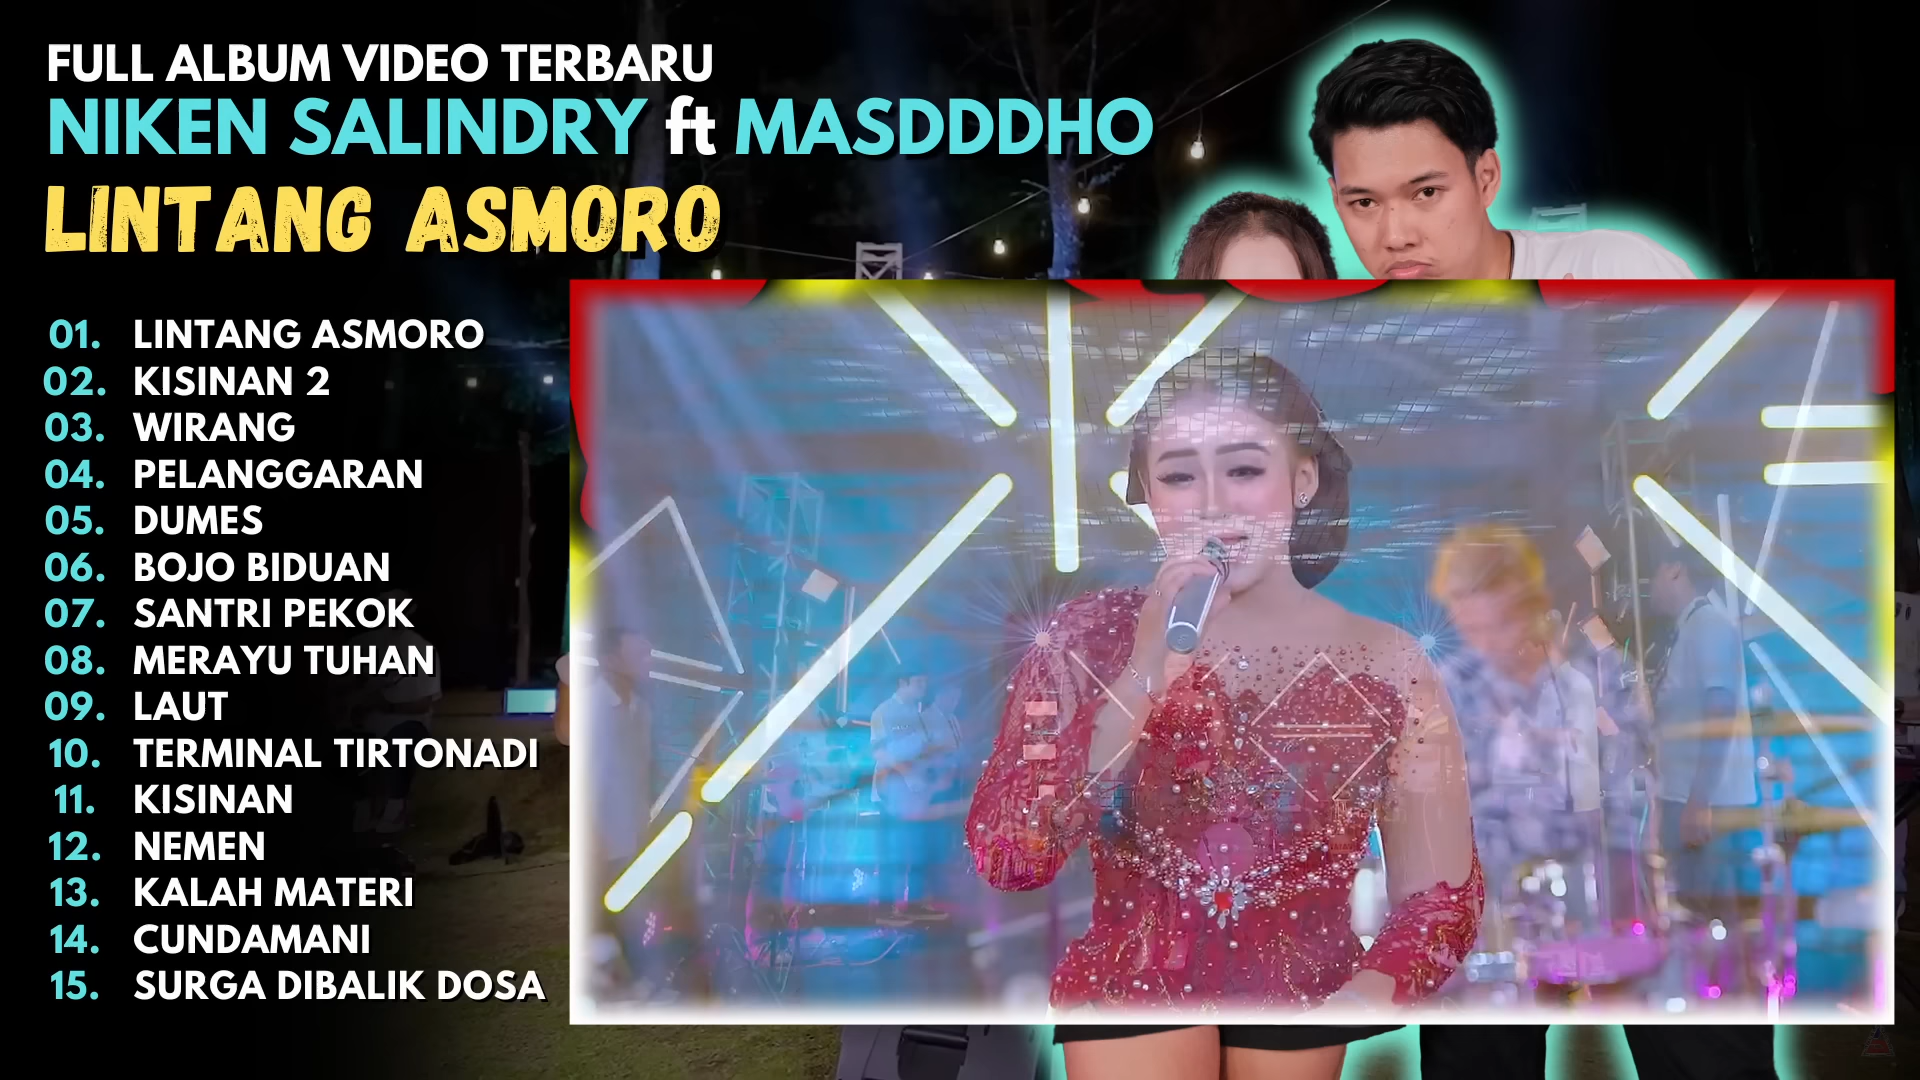 FULL ALBUM VIDEO TERBARU
NIKEN SALINDRY ft MASDDDHO
LINTANG ASMORO
01. LINTANG ASMORO
02. KISINAN 2
03. WIRANG
04. PELANGGARAN
05. DUMES
06. BOJO BIDUAN
07. SANTRI PEKOK
08. MERAYU TUHAN
09. LAUT
10. TERMINAL TIRTONADI
11. KISINAN
12. NEMEN
13. KALAH MATERI
14. CUNDAMANI
15. SURGA DIBALIK DOSA